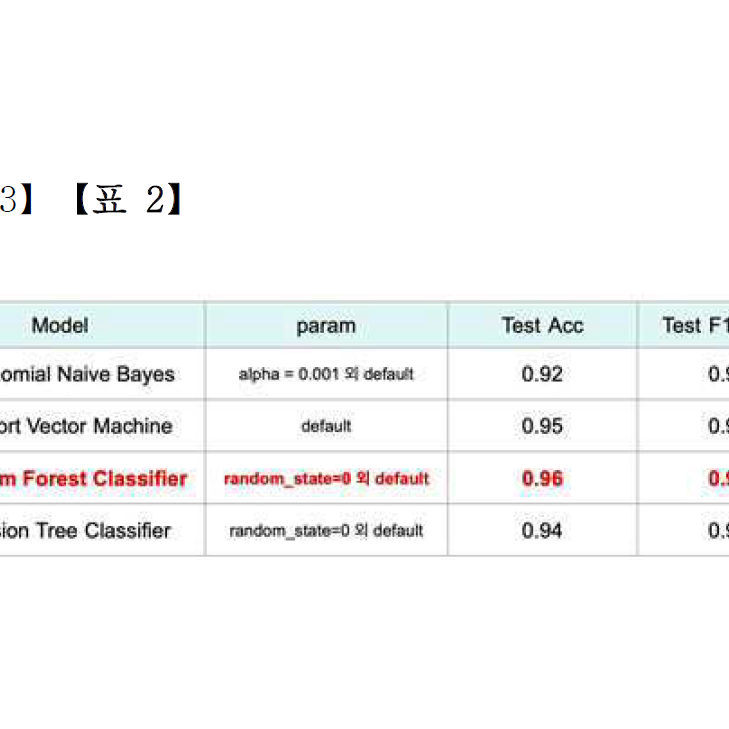 3】 【표 2】
Model param Test Acc Test F1
omial Naive Bayes alpha = 0.001 외 default 0.92 0.9
ort Vector Machine default 0.95 0.9
m Forest Classifier random_state=0 외 default 0.96 0.9
sion Tree Classifier random_state=0 외 default 0.94 0.9